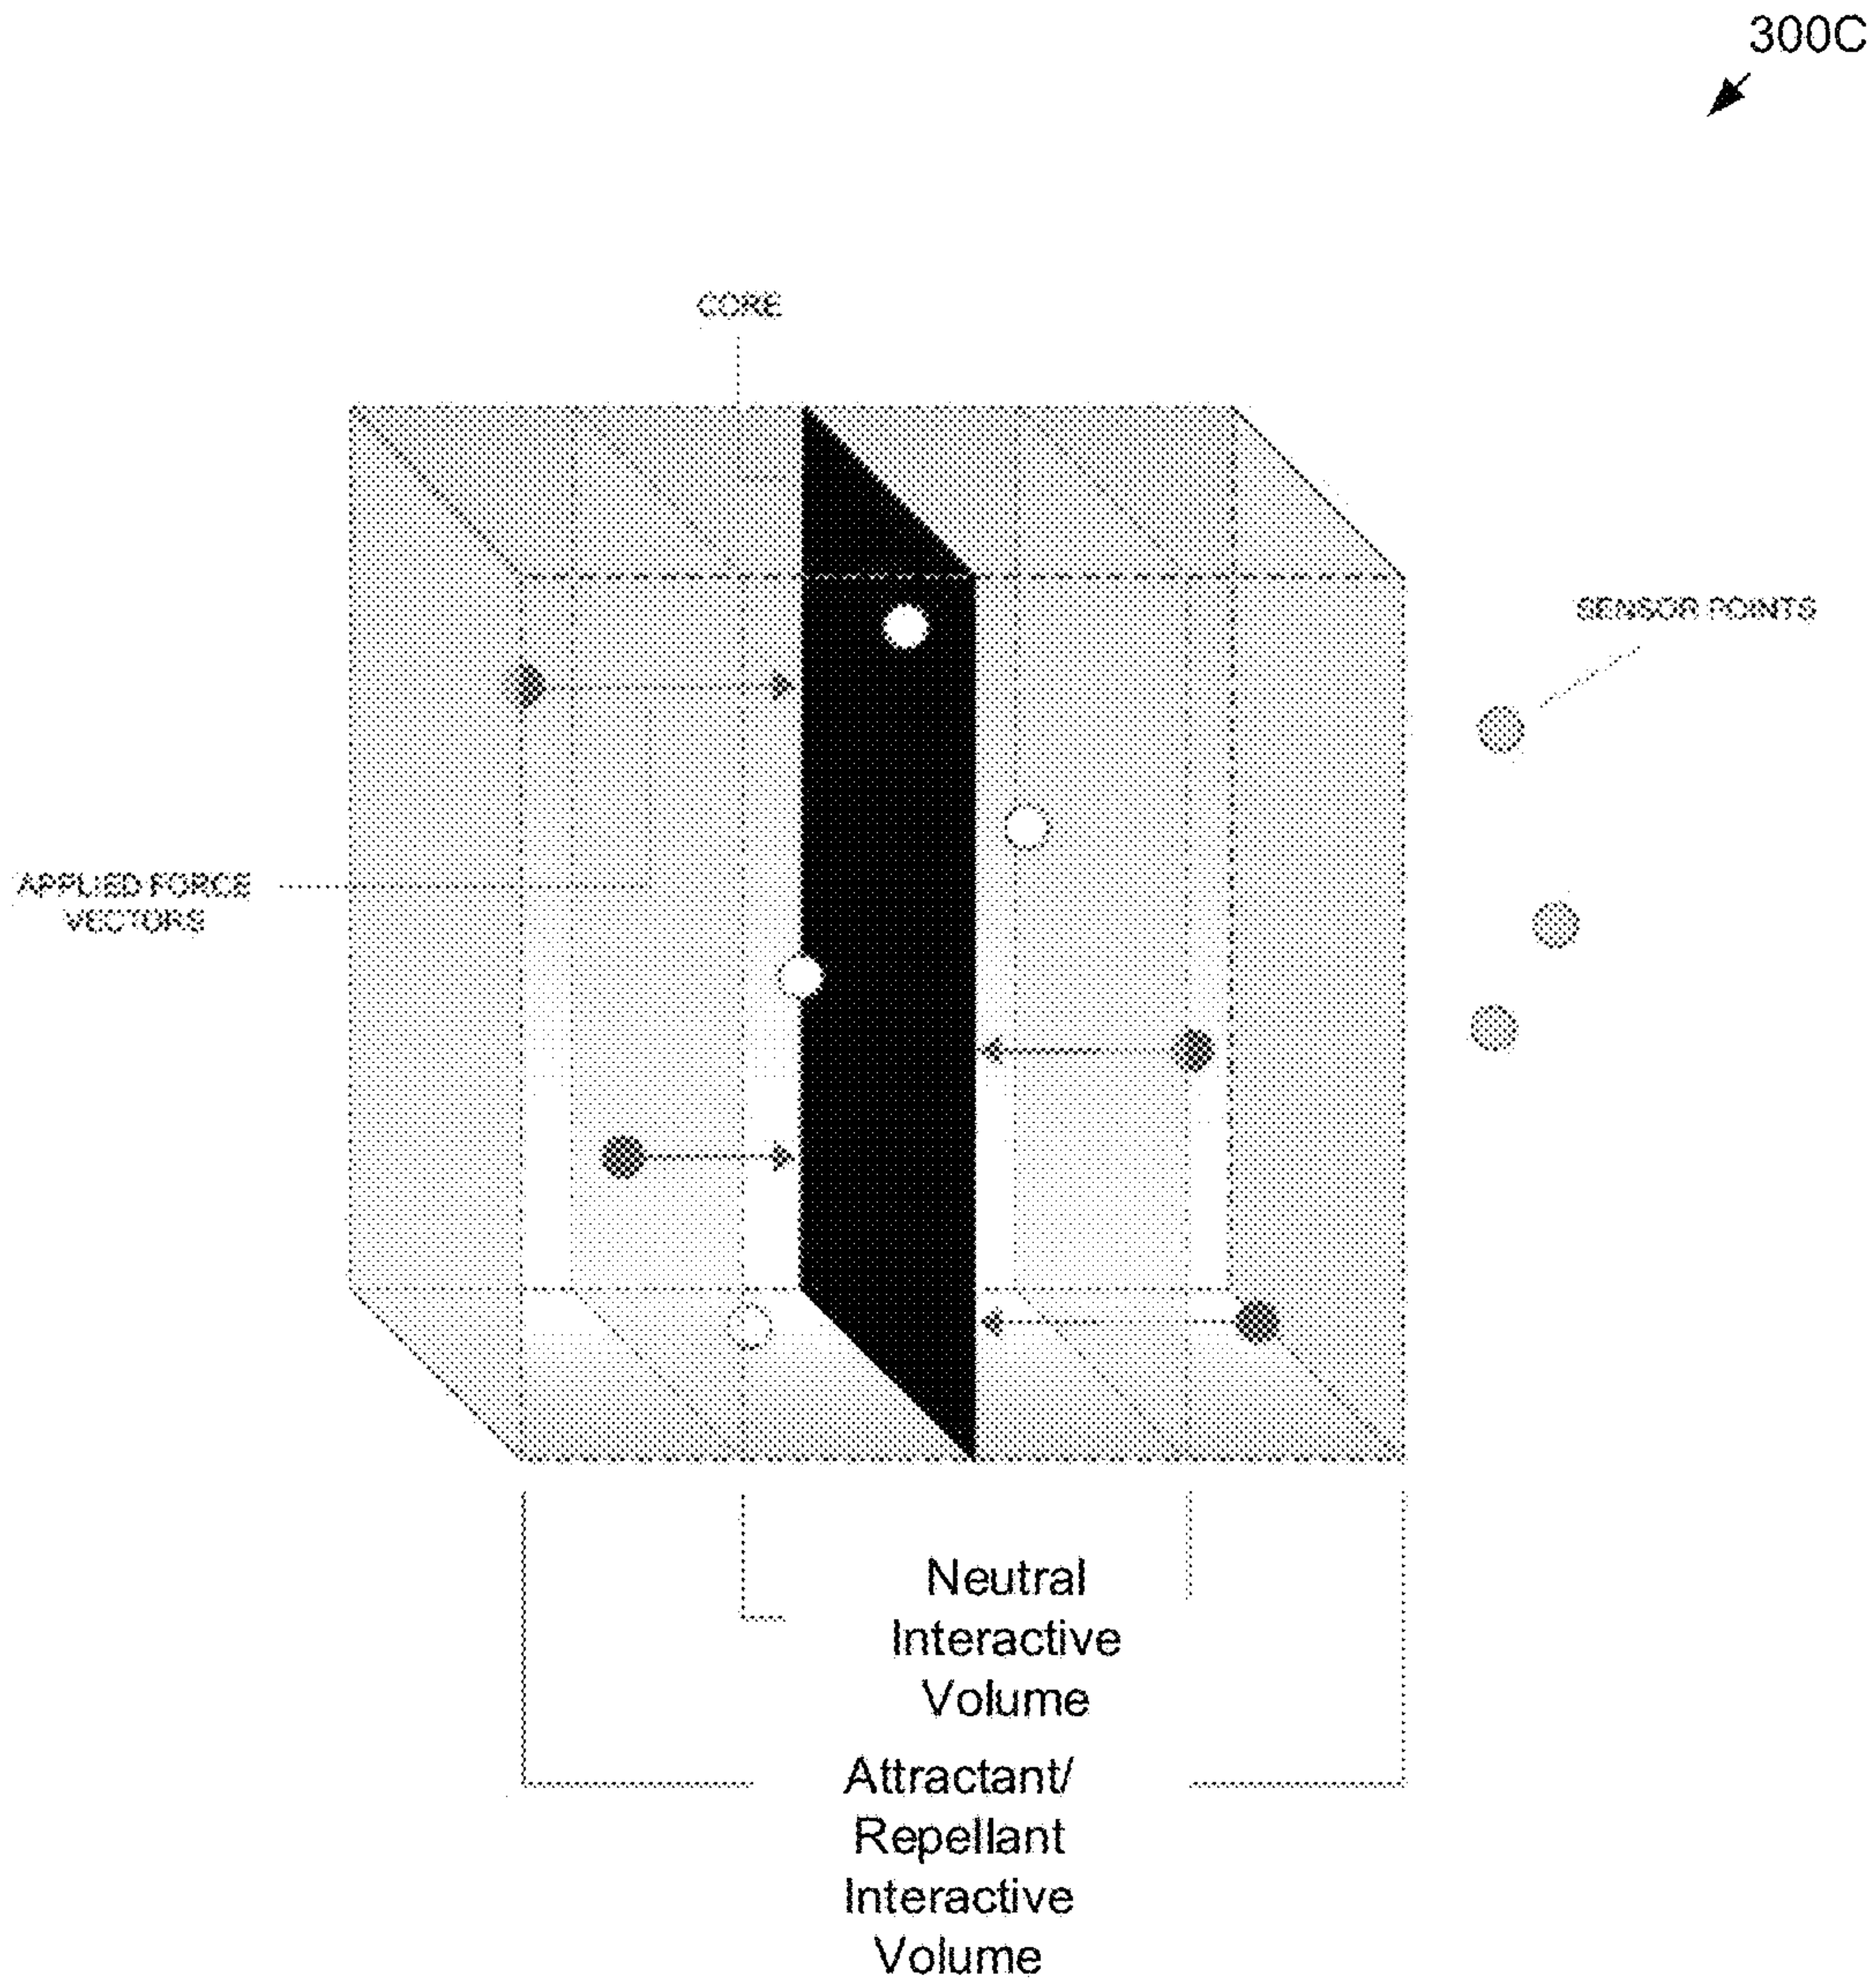 300C
CORE
SENSOR POINTS
APPLIED FORCE
VECTORS
Neutral
Interactive
Volume
Attractant/
Repellant
Interactive
Volume